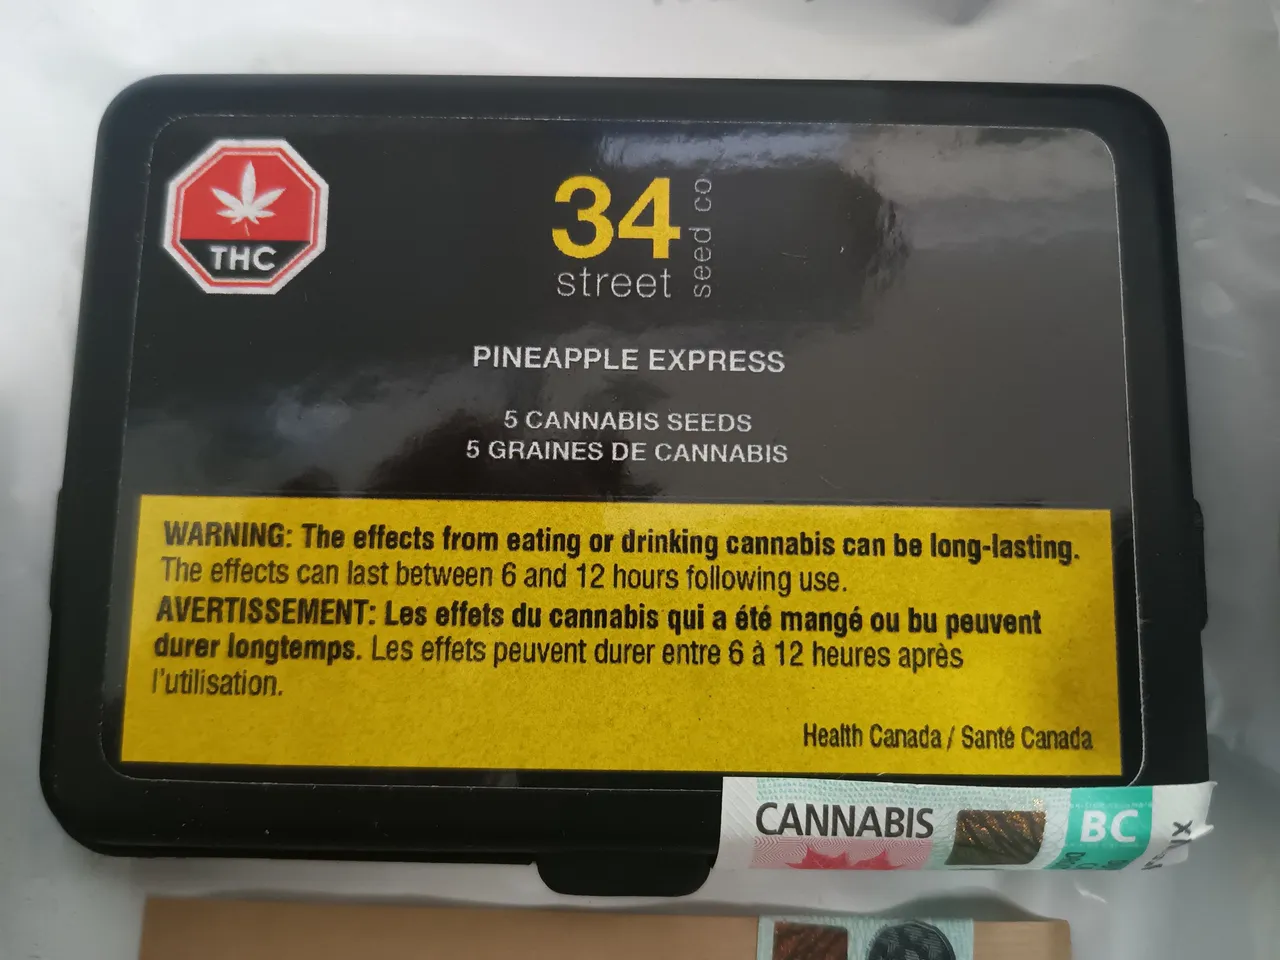 THC
34
street
seed co.
PINEAPPLE EXPRESS
5 CANNABIS SEEDS
5 GRAINES DE CANNABIS
WARNING: The effects from eating or drinking cannabis can be long-lasting.
The effects can last between 6 and 12 hours following use.
AVERTISSEMENT: Les effets du cannabis qui a été mangé ou bu peuvent
durer longtemps. Les effets peuvent durer entre 6 à 12 heures après
l'utilisation.
Health Canada / Santé Canada
CANNABIS
BC